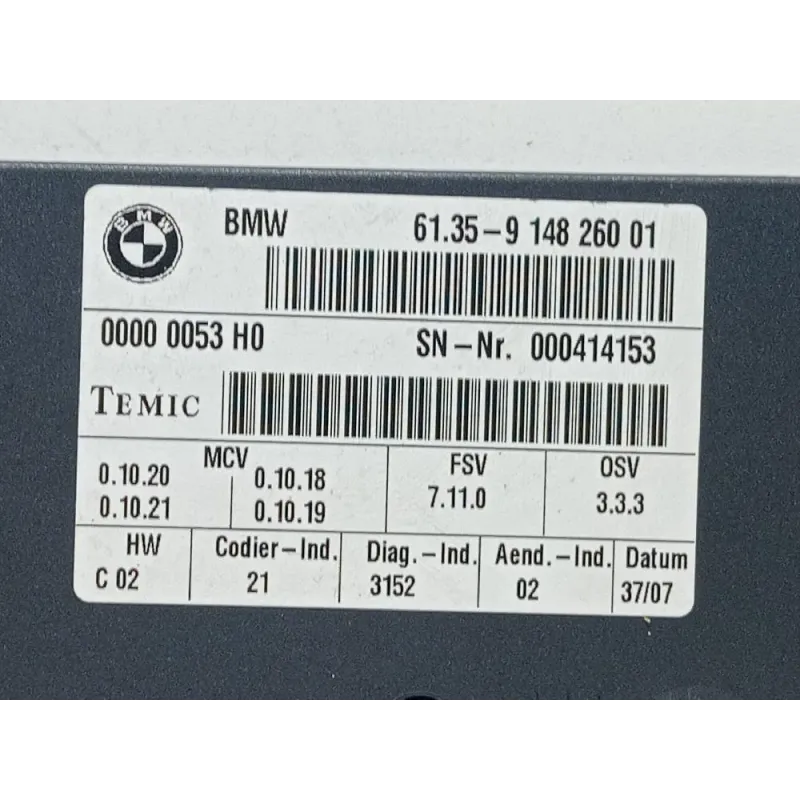 BMW
BMW 61.35-9 148 260 01
0000 0053 H0 SN-Nr. 000414153
TEMIC
MCV FSV OSV
0.10.20 0.10.18 7.11.0 3.3.3
0.10.21 0.10.19
HW Codier-Ind. Diag.-Ind. Aend.-Ind. Datum
C 02 21 3152 02 37/07